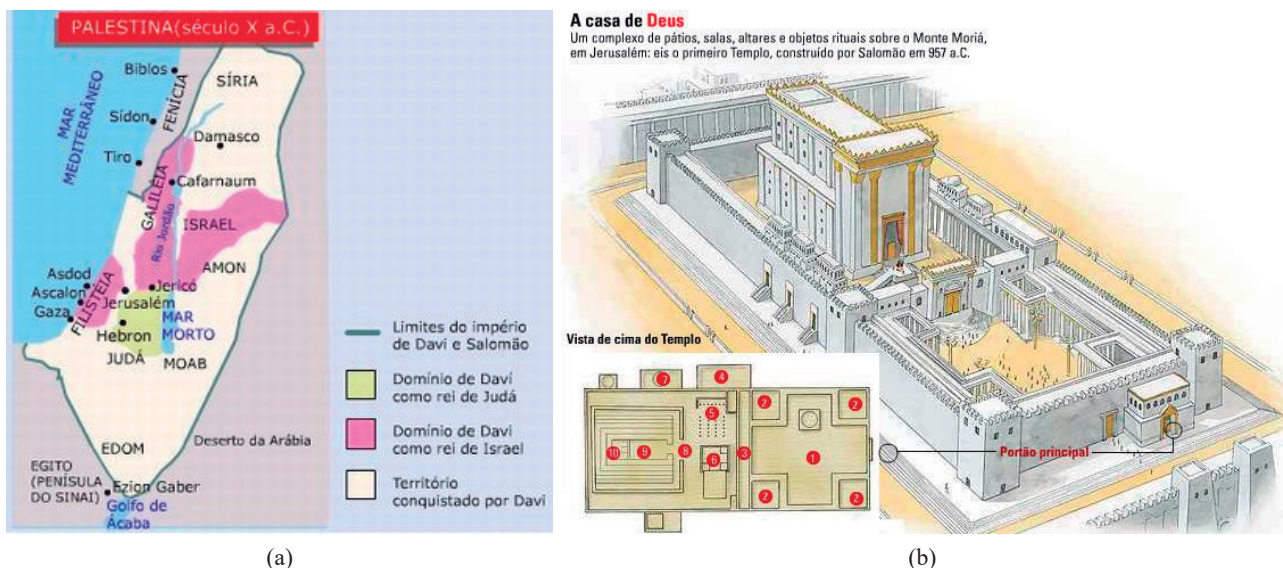 PALESTINA(século X a.C.)
Biblos
SÍRIA
MAR
MEDITERRÂNEO
FENÍCIA
Sídon
Damasco
Tiro
Cafarnaum
GALILEIA
Rio Jordão
ISRAEL
AMON
Asdod
Ascalon
Gaza
FILISTEIA
Jericó
Jerusalém
MAR
MORTO
Hebron
JUDÁ
MOAB
EDOM
Deserto da Arábia
EGITO
(PENÍSULA
DO SINAI)
Ezion Gaber
Golfo de
Ácaba
Limites do império
de Davi e Salomão
Domínio de Davi
como rei de Judá
Domínio de Davi
como rei de Israel
Território
conquistado por Davi
(a)
A casa de Deus
Um complexo de pátios, salas, altares e objetos rituais sobre o Monte Moriá,
em Jerusalém: eis o primeiro Templo, construído por Salomão em 957 a.C.
Vista de cima do Templo
7
4
2
2
5
10
9
8
6
3
1
2
2
Portão principal
(b)